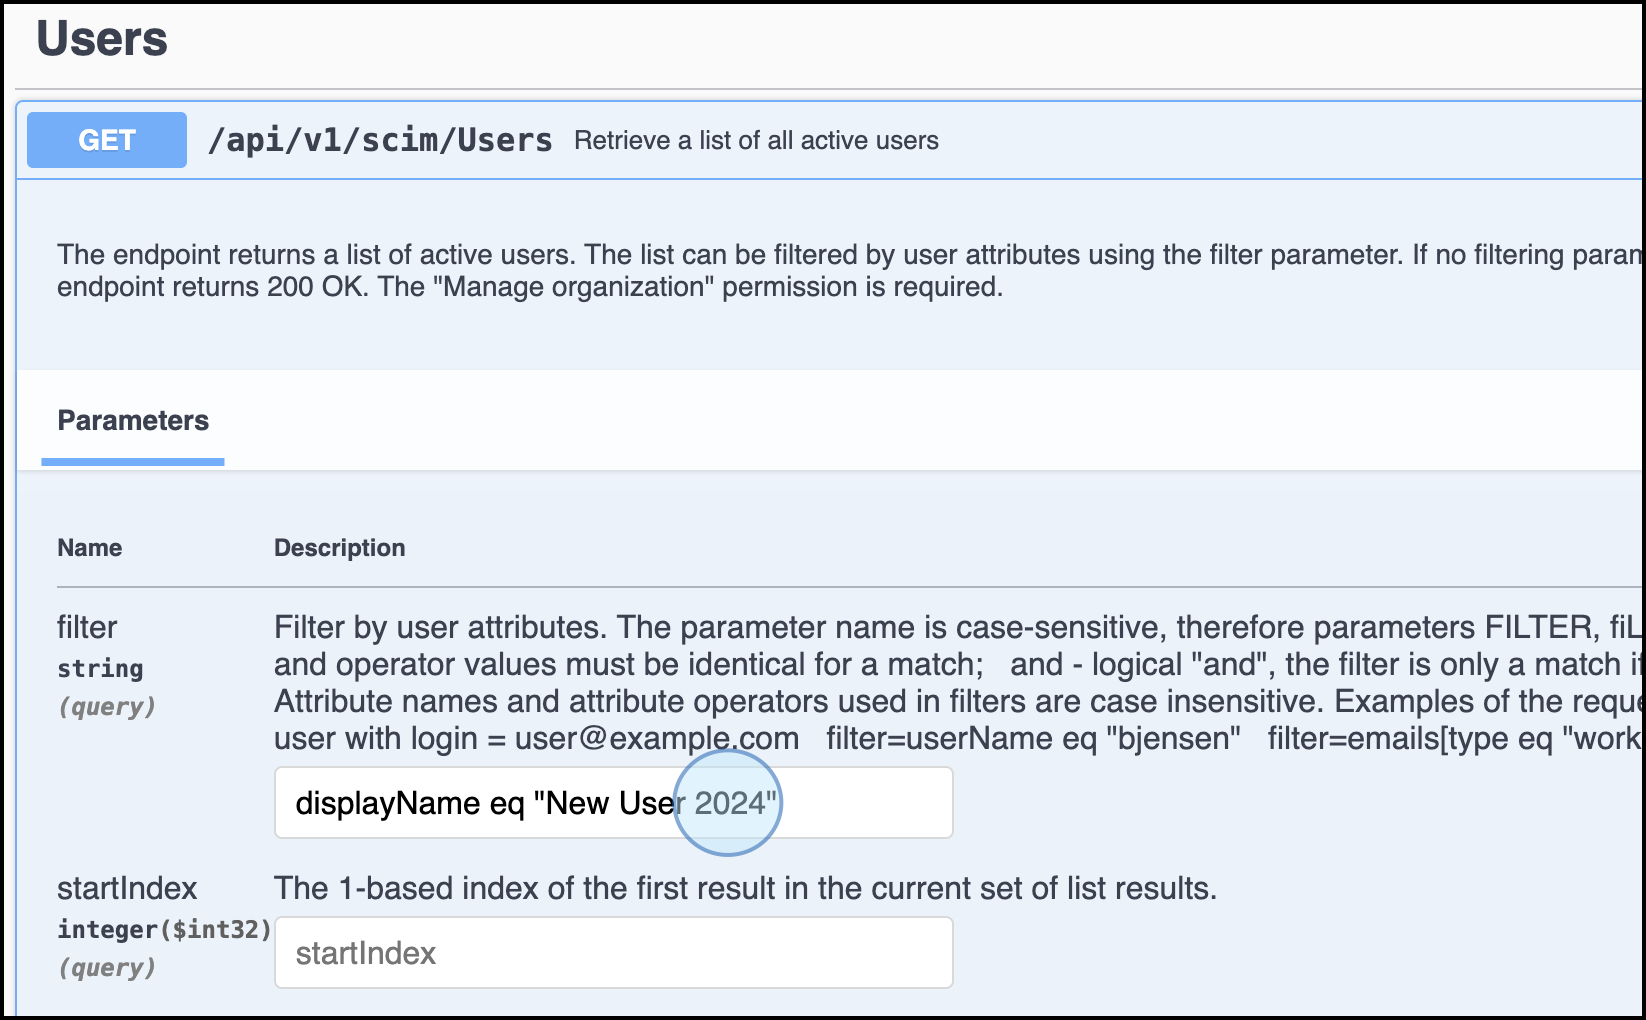 Users
GET /api/v1/scim/Users Retrieve a list of all active users
The endpoint returns a list of active users. The list can be filtered by user attributes using the filter parameter. If no filtering
endpoint returns 200 OK. The "Manage organization" permission is required.
Parameters
Name Description
filter Filter by user attributes. The parameter name is case-sensitive, therefore parameters FILTER,
string and operator values must be identical for a match; and - logical "and", the filter is only a match
(query) Attribute names and attribute operators used in filters are case insensitive. Examples of the
user with login = user@example.com filter=userName eq "bjensen" filter=emails[type eq "work
displayName eq "New User 2024"
startIndex The 1-based index of the first result in the current set of list results.
integer($int32)
(query) startIndex